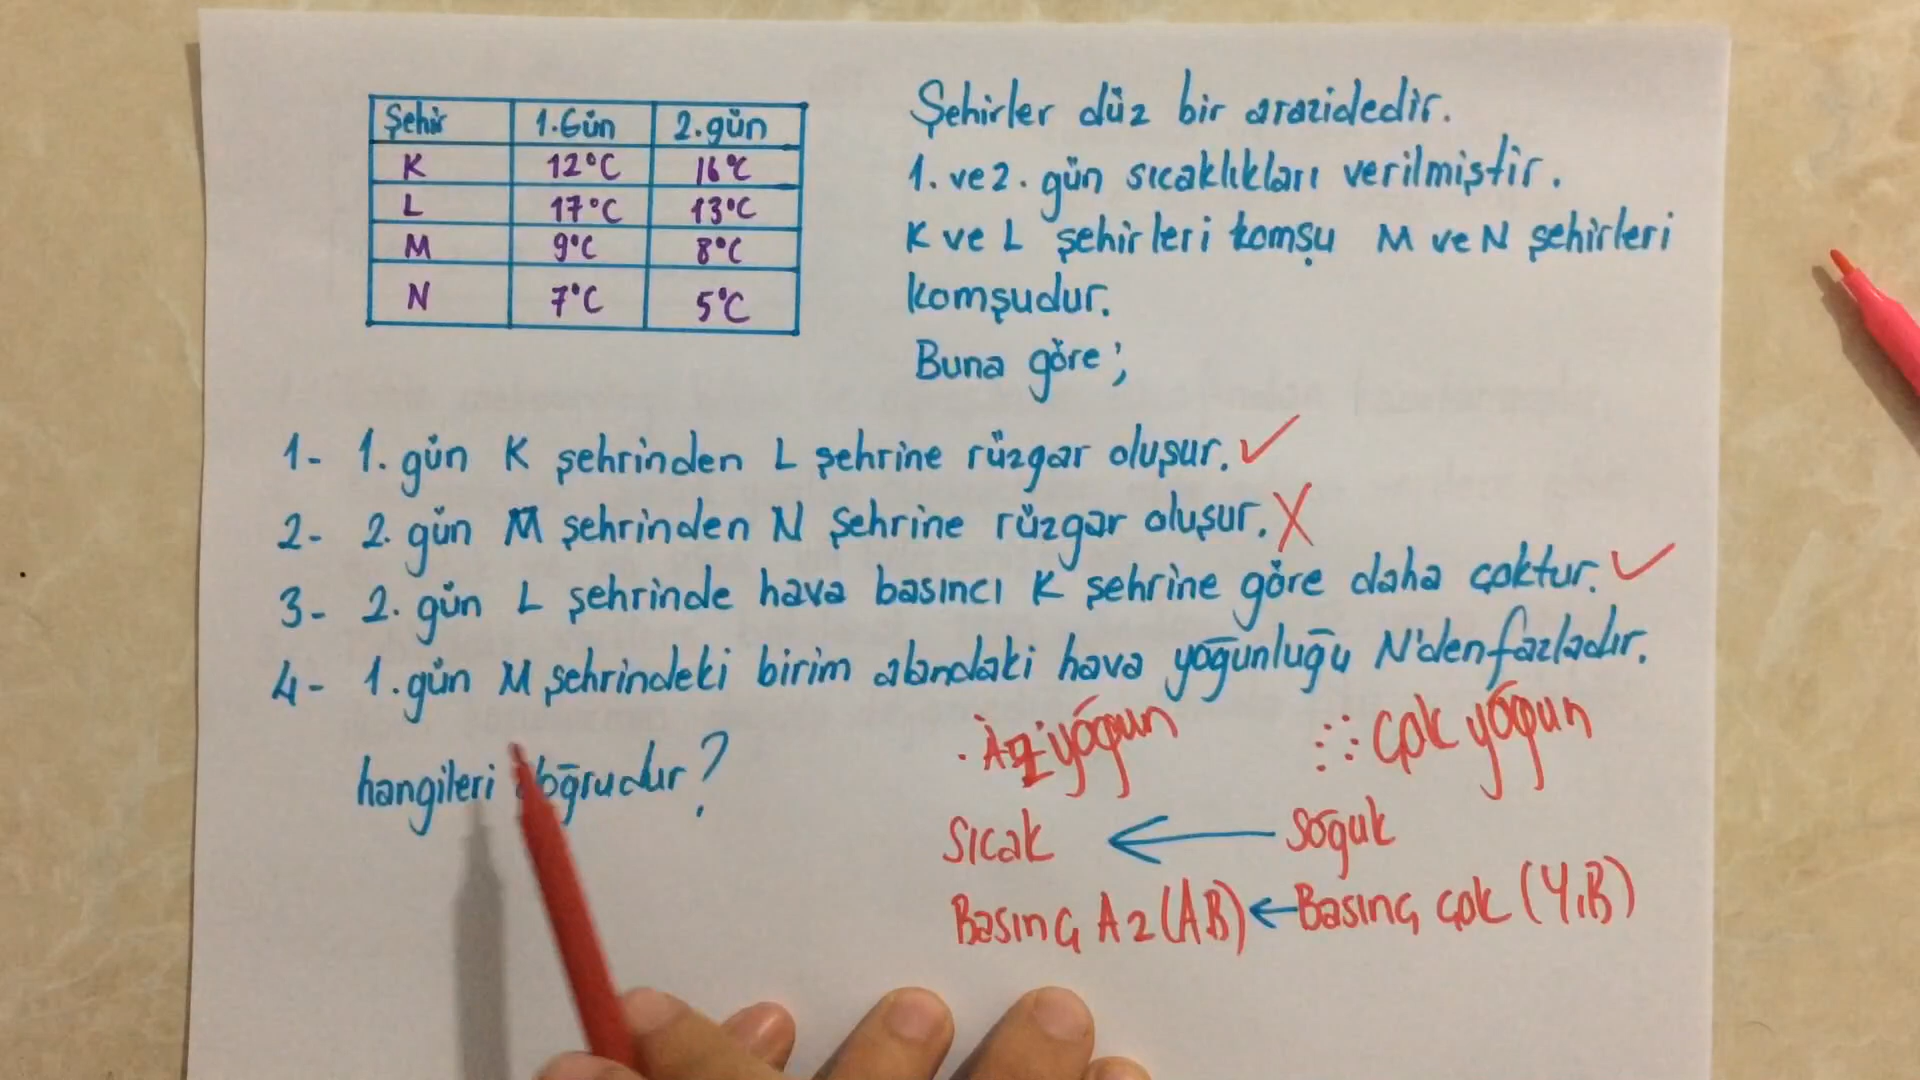 Şehir 1.Gün 2.gün
K 12°C 16°C
L 17°C 13°C
M 9°C 8°C
N 7°C 5°C
Şehirler düz bir arazidedir.
1. ve 2. gün sıcaklıkları verilmiştir.
K ve L şehirleri komşu M ve N şehirleri
komşudur.
Buna göre;
1- 1. gün K şehrinden L şehrine rüzgar oluşur. ✓
2- 2. gün M şehrinden N şehrine rüzgar oluşur. X
3- 2. gün L şehrinde hava basıncı K şehrine göre daha çoktur. ✓
4- 1. gün M şehrindeki birim alandaki hava yoğunluğu N'den fazladır.
hangileri doğrudur?
Az yoğun Çok yoğun
Sıcak ← Soğuk
Basınç Az (AB) ← Basınç çok (Y.B)